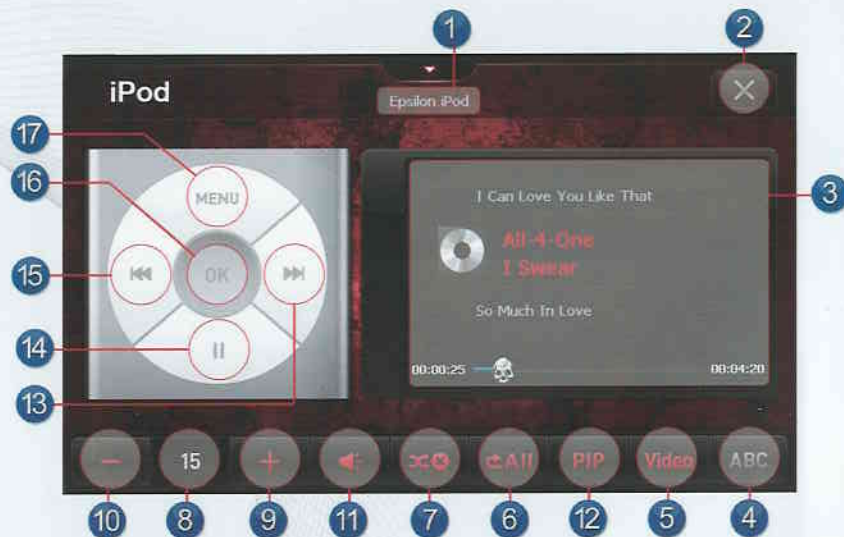 1 2
iPod
Epsilon.iPod
17
MENU
16
3
I Can Love You Like That
All-4-One
15
OK
I Swear
So Much In Love
14
00:00:25 00:04:20
13
15 All PIP Video ABC
10 8 9 11 7 6 12 5 4